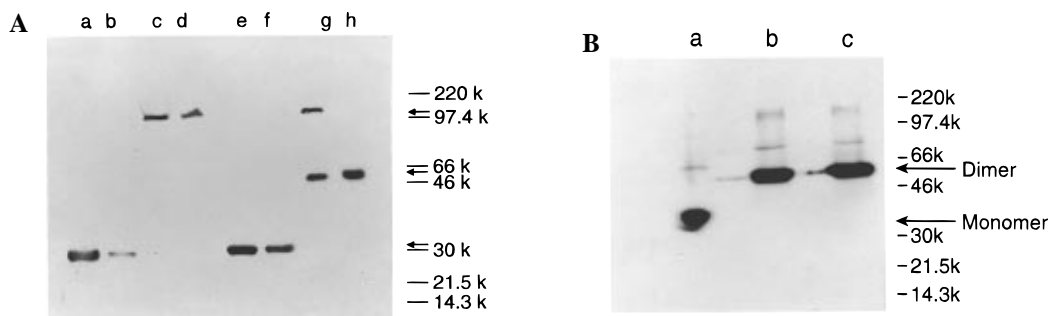 A
a b c d e f g h
220 k
97.4 k
66 k
46 k
30 k
21.5 k
14.3 k
B
a b c
-220k
-97.4k
-66k
Dimer
-46k
Monomer
-30k
-21.5k
-14.3k